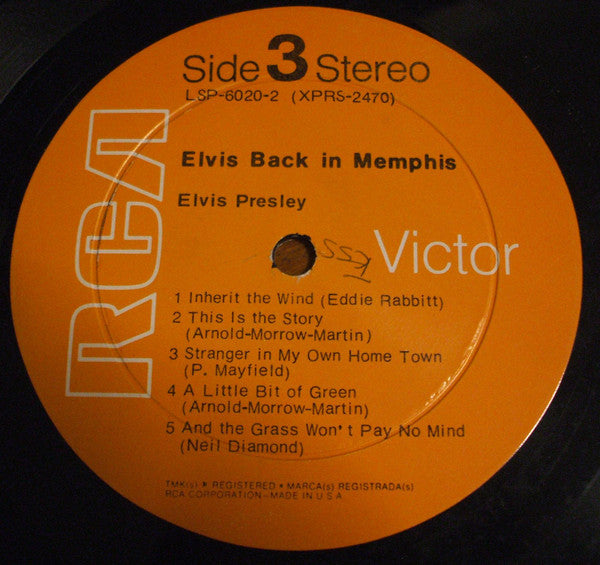 Side 3 Stereo
LSP-6020-2 (XPRS-2470)
Elvis Back in Memphis
Elvis Presley
RCA
Victor
1 Inherit the Wind (Eddie Rabbitt)
2 This Is the Story
(Arnold-Morrow-Martin)
3 Stranger in My Own Home Town
(P. Mayfield)
4 A Little Bit of Green
(Arnold-Morrow-Martin)
5 And the Grass Won't Pay No Mind
(Neil Diamond)
TMK(s) ® REGISTERED • MARCA(s) REGISTRADA(s)
RCA CORPORATION—MADE IN U.S.A.